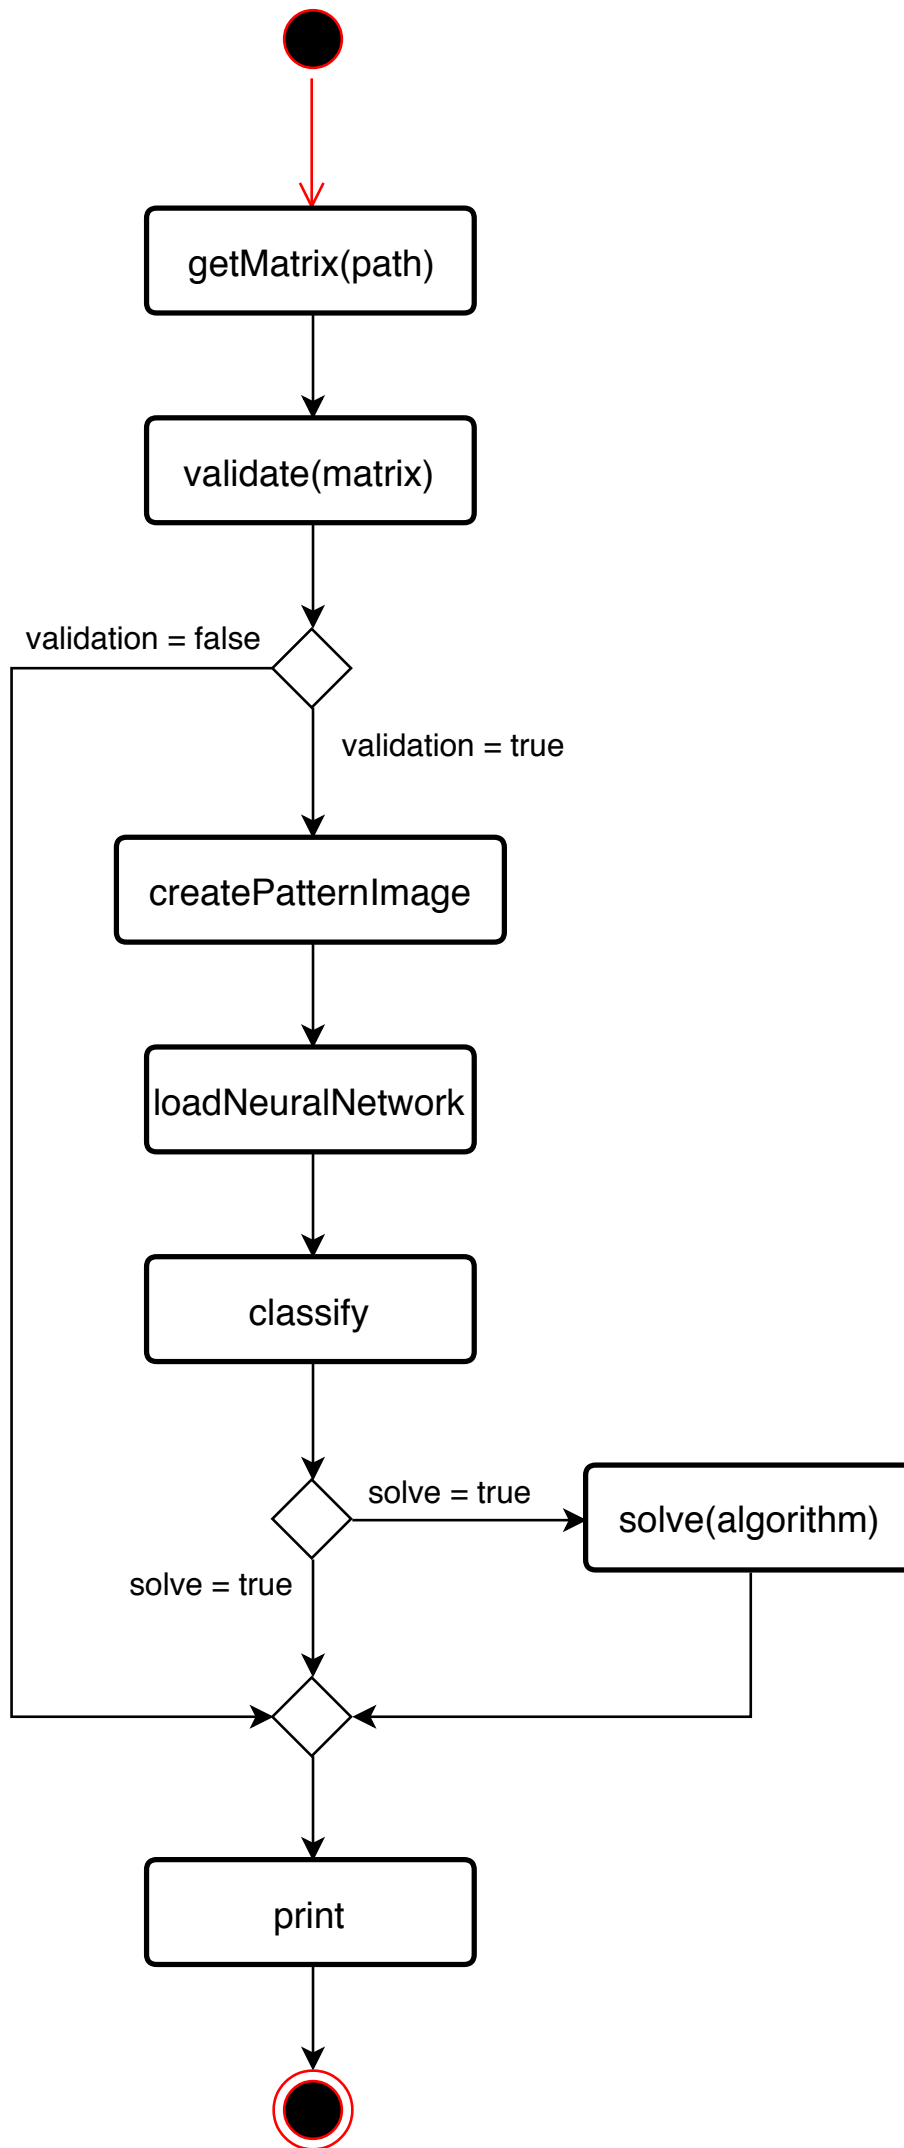 getMatrix(path)
validate(matrix)
validation = false
validation = true
createPatternImage
loadNeuralNetwork
classify
solve = true
solve(algorithm)
solve = true
print